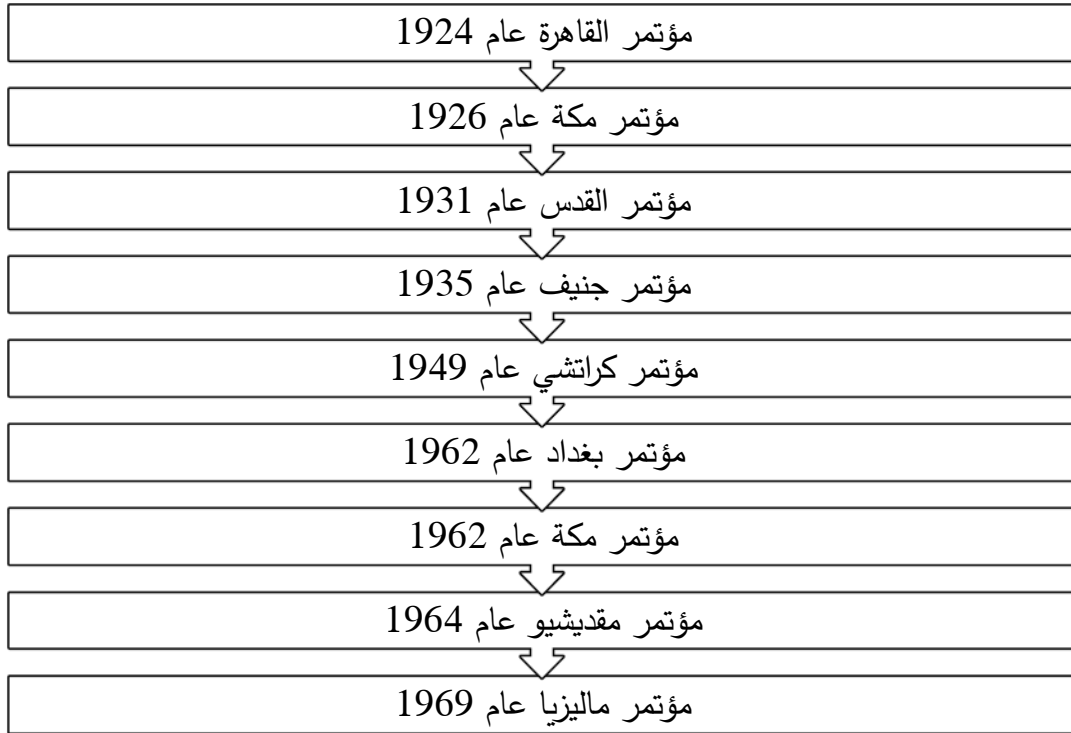 مؤتمر القاهرة عام 1924
مؤتمر مكة عام 1926
مؤتمر القدس عام 1931
مؤتمر جنيف عام 1935
مؤتمر كراتشي عام 1949
مؤتمر بغداد عام 1962
مؤتمر مكة عام 1962
مؤتمر مقديشيو عام 1964
مؤتمر ماليزيا عام 1969